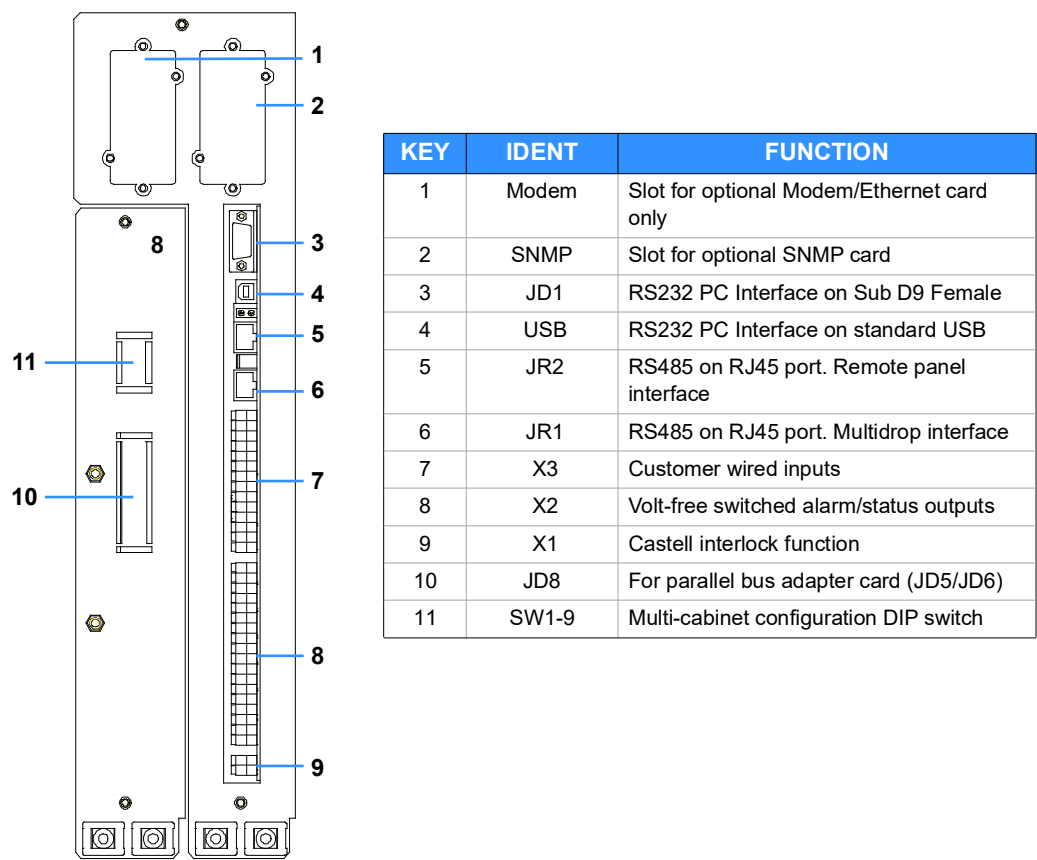 1
2
8
3
4
5
11
6
7
10
8
9
KEY IDENT FUNCTION
1 Modem Slot for optional Modem/Ethernet card
only
2 SNMP Slot for optional SNMP card
3 JD1 RS232 PC Interface on Sub D9 Female
4 USB RS232 PC Interface on standard USB
5 JR2 RS485 on RJ45 port. Remote panel
interface
6 JR1 RS485 on RJ45 port. Multidrop interface
7 X3 Customer wired inputs
8 X2 Volt-free switched alarm/status outputs
9 X1 Castell interlock function
10 JD8 For parallel bus adapter card (JD5/JD6)
11 SW1-9 Multi-cabinet configuration DIP switch